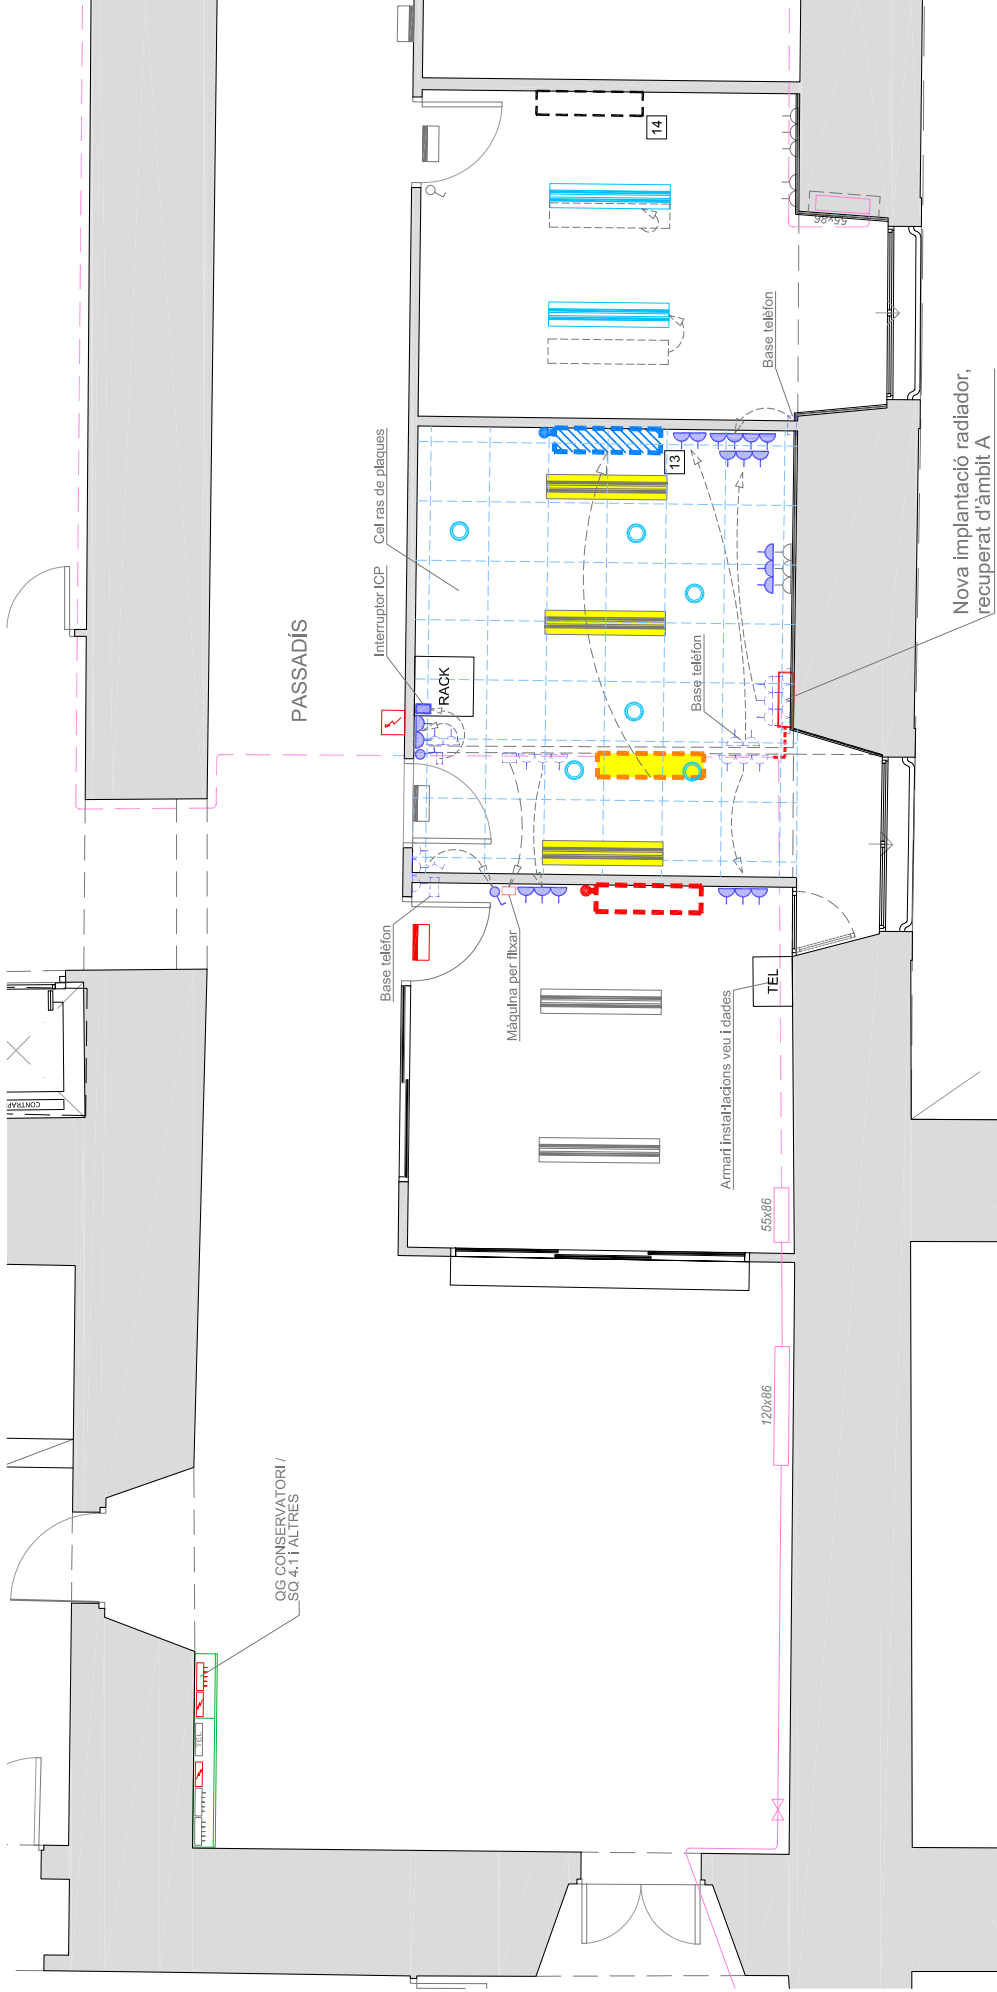 PASSADÍS
Cel ras de plaques
Interruptor ICP
RACK
13
14
Base telèfon
Base telèfon
Base telèfon
Màquina per fitxar
Armari instal·lacions veu i dades
TEL
55x86
55x86
120x86
Nova implantació radiador,
recuperat d'àmbit A
QG CONSERVATORI /
SQ 4.1 i ALTRES
TEL
CONTRAP